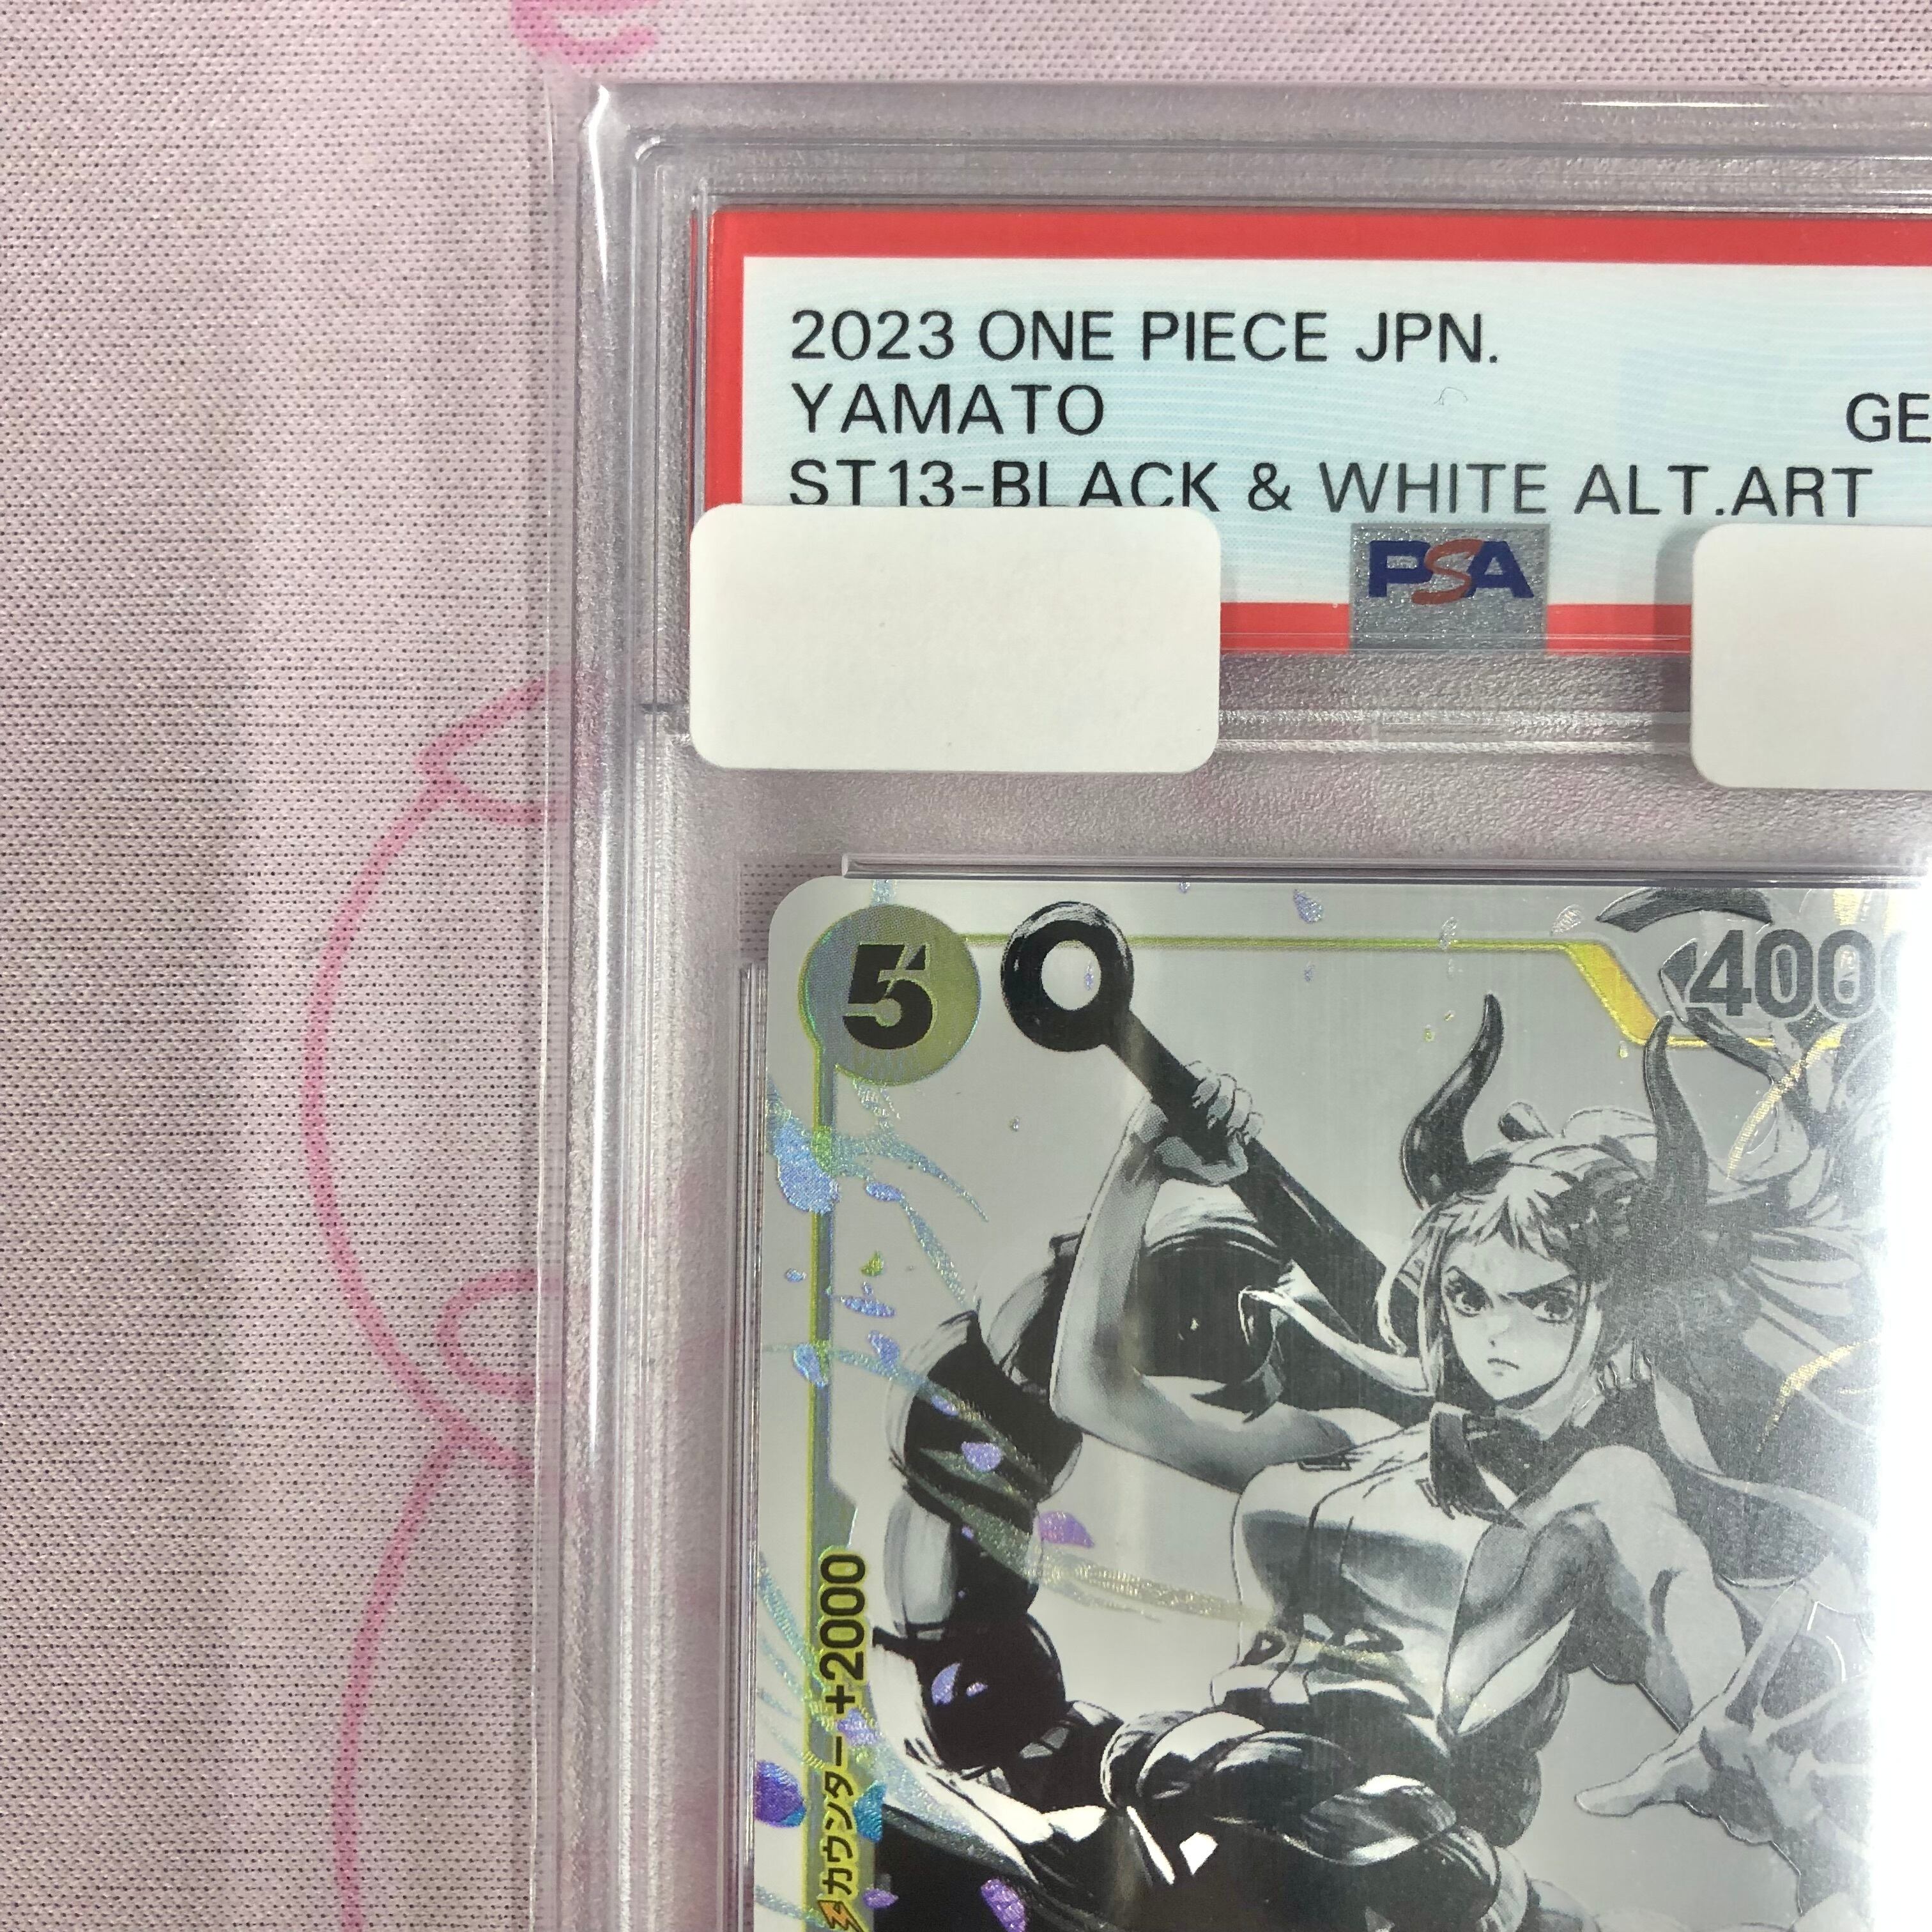 2023 ONE PIECE JPN.
YAMATO
GE
ST13-BLACK & WHITE ALT.ART
PSA
5
400
カウンター +2000